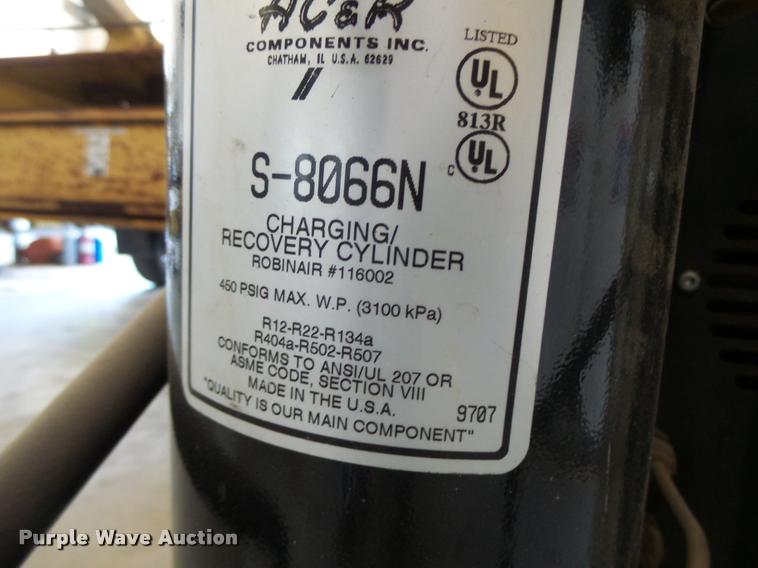 AC&R
COMPONENTS INC.
CHATHAM, IL U.S.A. 62629
LISTED
UL
813R
C UL
S-8066N
CHARGING/
RECOVERY CYLINDER
ROBINAIR #116002
450 PSIG MAX. W.P. (3100 kPa)
R12-R22-R134a
R404a-R502-R507
CONFORMS TO ANSI/UL 207 OR
ASME CODE, SECTION VIII
MADE IN THE U.S.A.
9707
"QUALITY IS OUR MAIN COMPONENT"
Purple Wave Auction